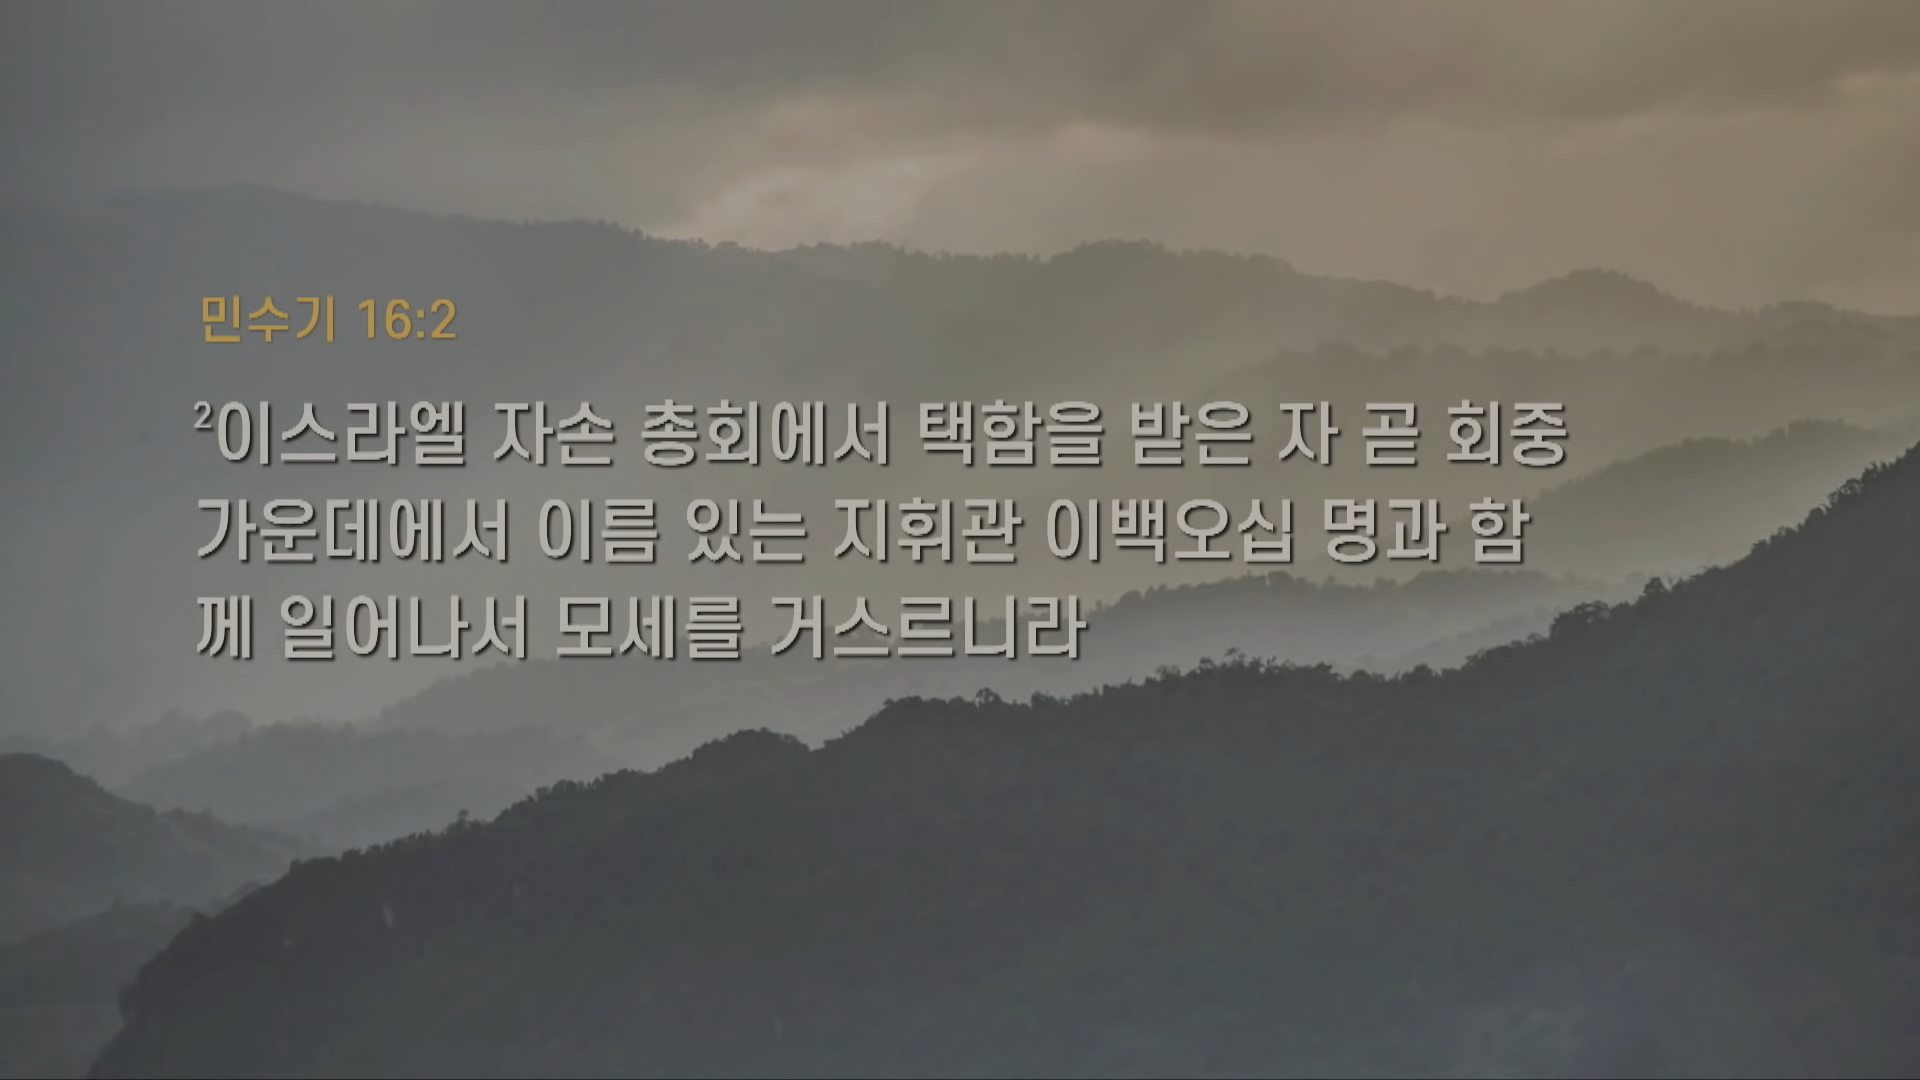 민수기 16:2
²이스라엘 자손 총회에서 택함을 받은 자 곧 회중
가운데에서 이름 있는 지휘관 이백오십 명과 함
께 일어나서 모세를 거스르니라